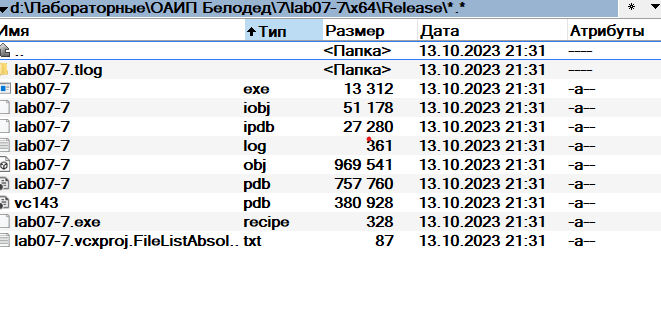 d:\Лабораторные\ОАИП Белодед\7\lab07-7\x64\Release\*.* * 
Имя Тип Размер Дата Атрибуты
.. <Папка> 13.10.2023 21:31 ----
lab07-7.tlog <Папка> 13.10.2023 21:31 ----
lab07-7 exe 13 312 13.10.2023 21:31 -a--
lab07-7 iobj 51 178 13.10.2023 21:31 -a--
lab07-7 ipdb 27 280 13.10.2023 21:31 -a--
lab07-7 log 361 13.10.2023 21:31 -a--
lab07-7 obj 969 541 13.10.2023 21:31 -a--
lab07-7 pdb 757 760 13.10.2023 21:31 -a--
vc143 pdb 380 928 13.10.2023 21:31 -a--
lab07-7.exe recipe 328 13.10.2023 21:31 -a--
lab07-7.vcxproj.FileListAbsol.. txt 87 13.10.2023 21:31 -a--